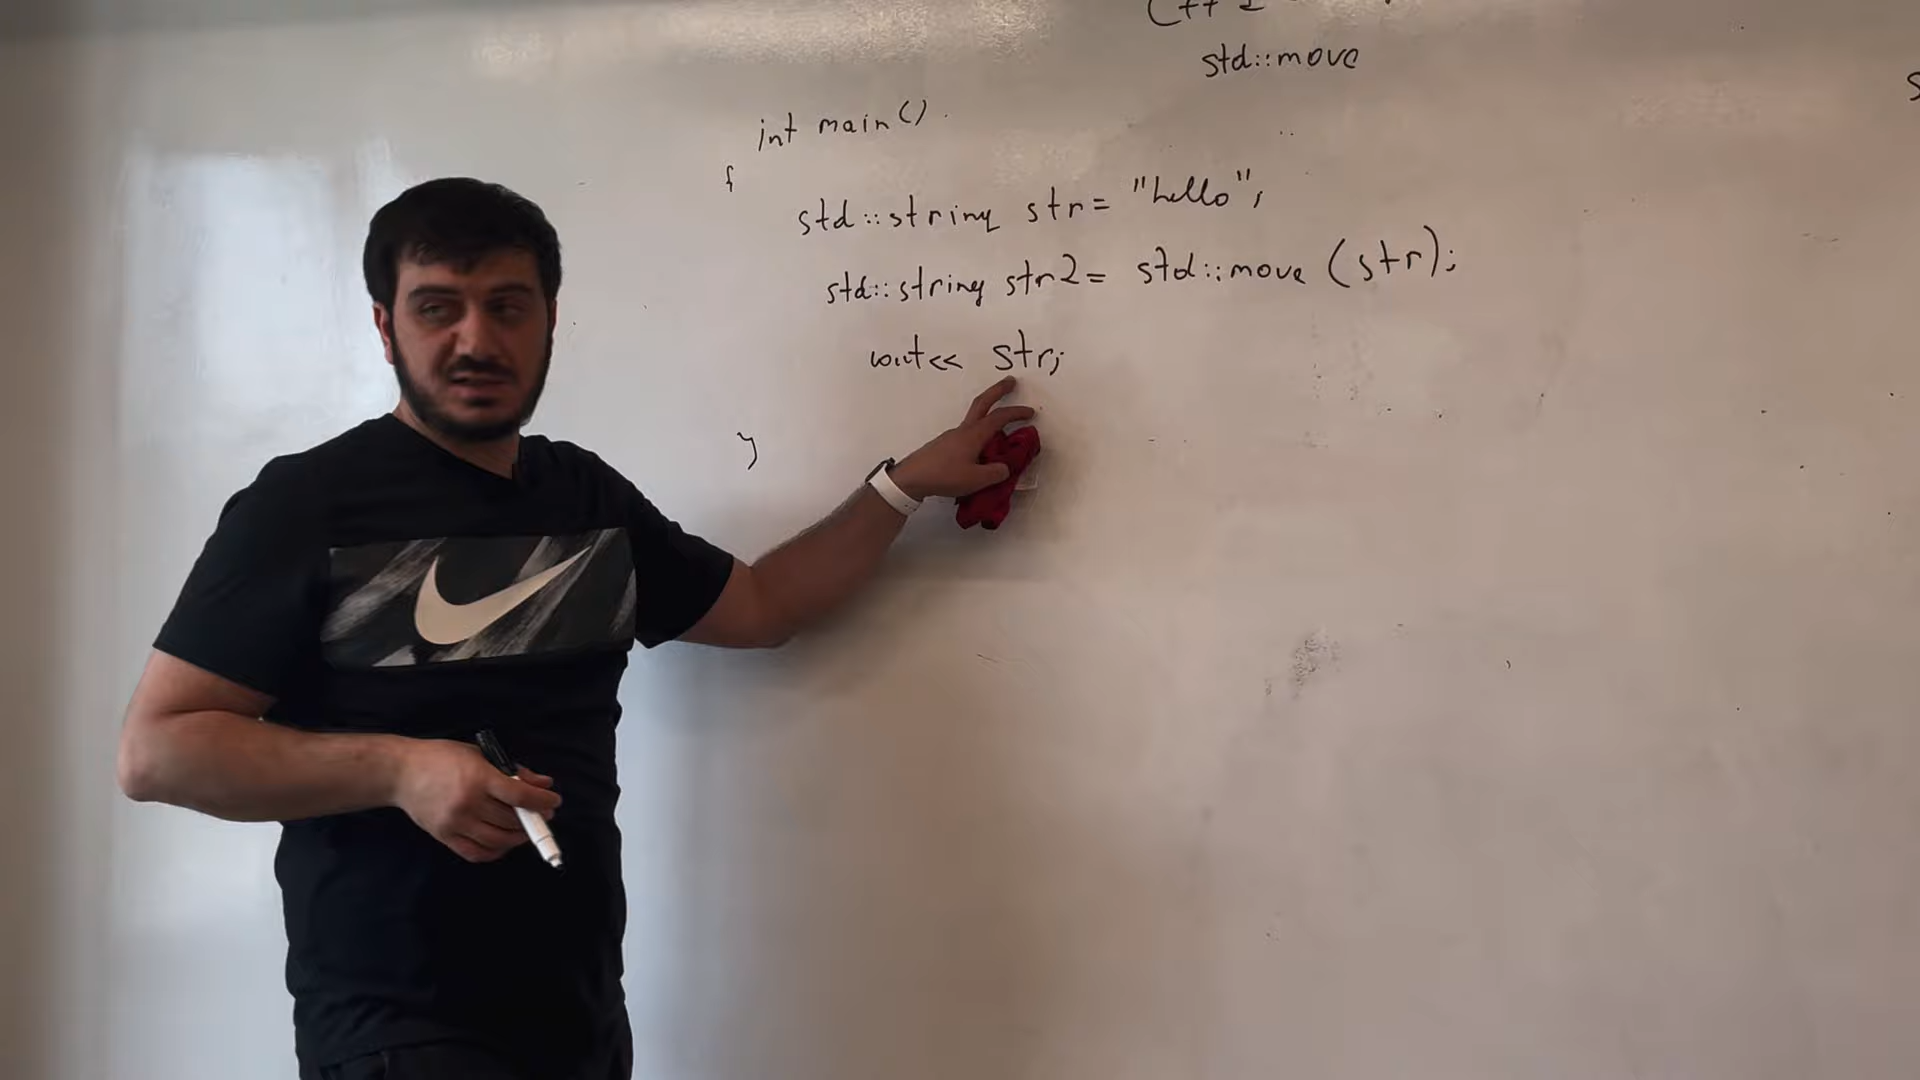 C++
std::move
int main()
{
std::string str= "hello";
std::string str2= std::move (str);
cout<< str;
}